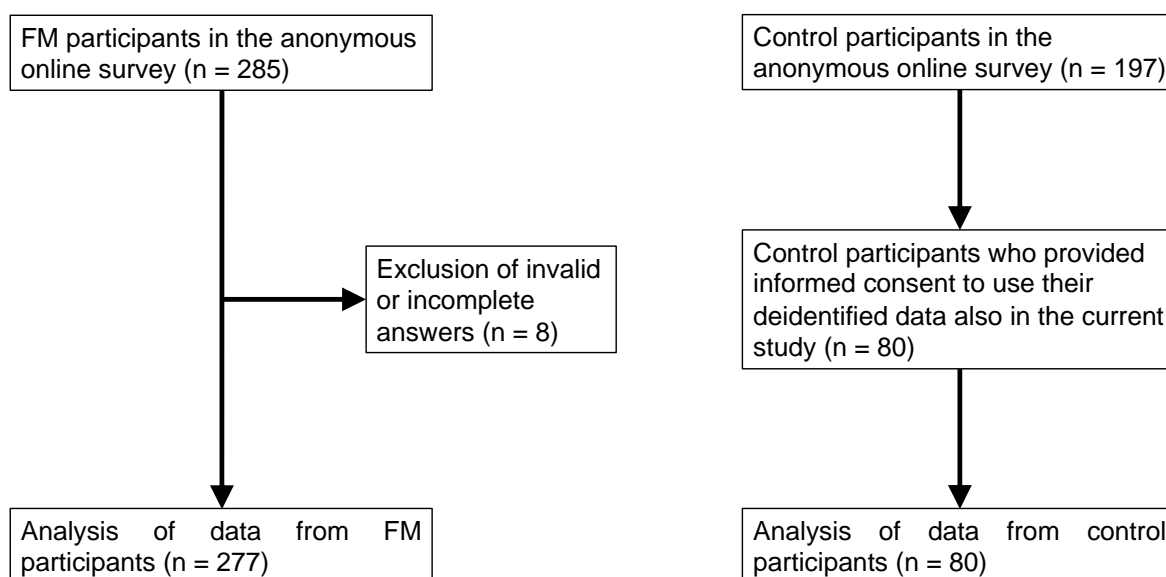 FM participants in the anonymous
online survey (n = 285)
Exclusion of invalid
or incomplete
answers (n = 8)
Analysis of data from FM
participants (n = 277)
Control participants in the
anonymous online survey (n = 197)
Control participants who provided
informed consent to use their
deidentified data also in the current
study (n = 80)
Analysis of data from control
participants (n = 80)